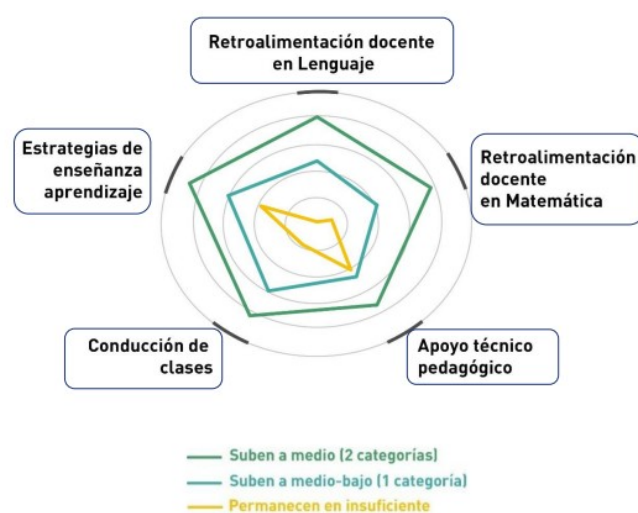 Retroalimentación docente
en Lenguaje
Estrategias de
enseñanza
aprendizaje
Retroalimentación
docente
en Matemática
Conducción de
clases
Apoyo técnico
pedagógico
Suben a medio (2 categorías)
Suben a medio-bajo (1 categoría)
Permanecen en insuficiente